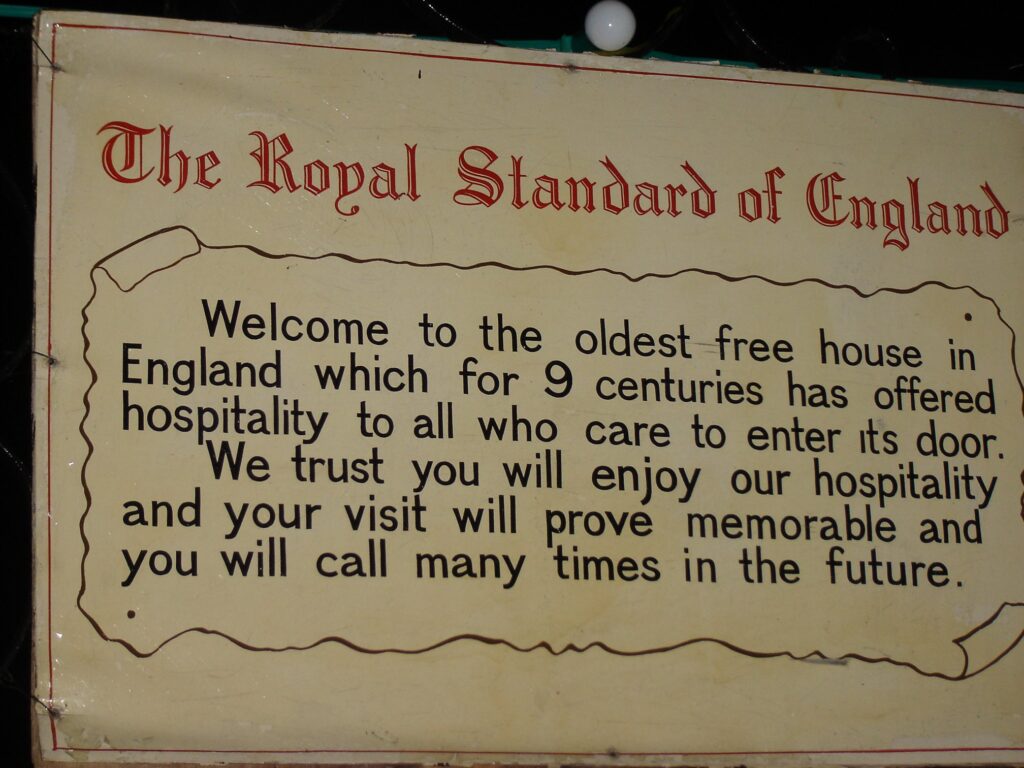 The Royal Standard of England
Welcome to the oldest free house in
England which for 9 centuries has offered
hospitality to all who care to enter its door.
We trust you will enjoy our hospitality
and your visit will prove memorable and
you will call many times in the future.